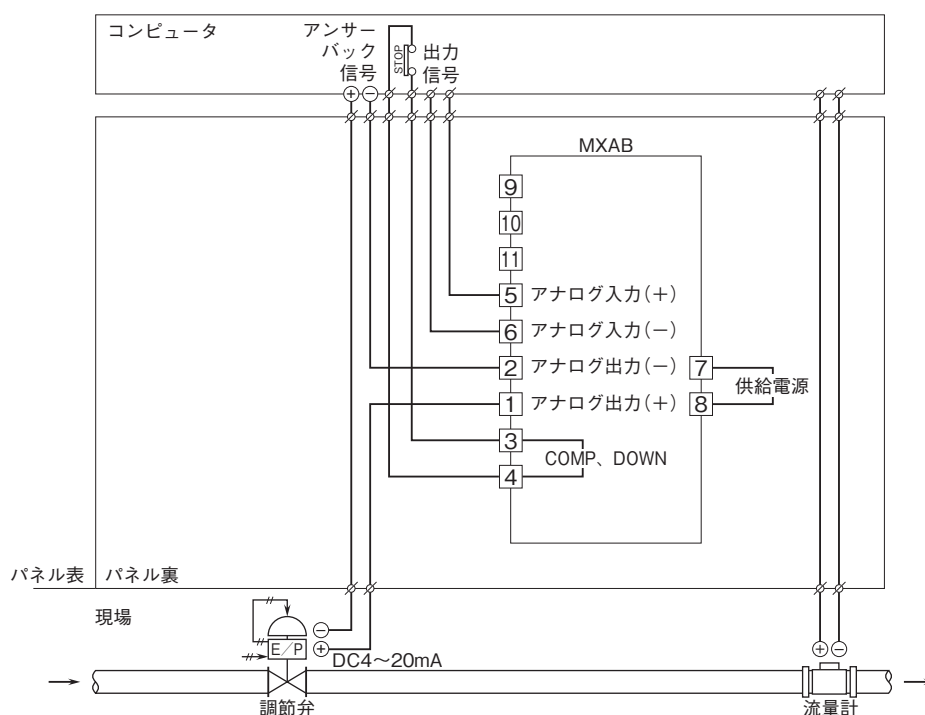 コンピュータ
アンサー
バック
信号
STOP
出力
信号
+
−
MXAB
9
10
11
5 アナログ入力(+)
6 アナログ入力(−)
2 アナログ出力(−)
1 アナログ出力(+)
3
4
COMP、DOWN
7
8
供給電源
パネル表
パネル裏
現場
−
+
E/P
DC4〜20mA
調節弁
+
−
流量計